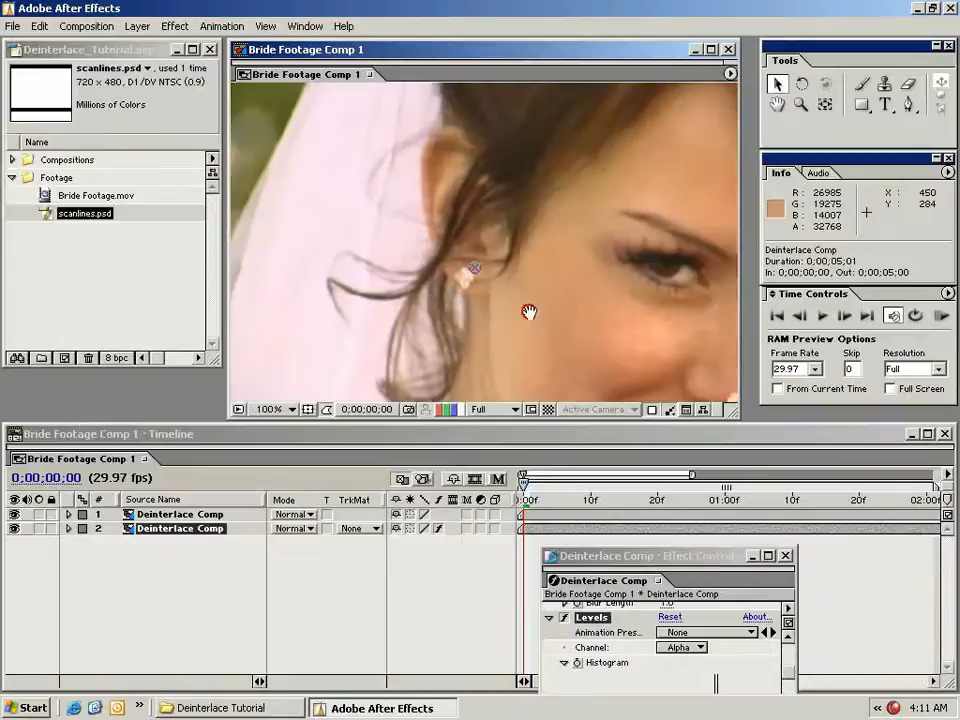 Adobe After Effects
File Edit Composition Layer Effect Animation View Window Help
Deinterlace_Tutorial.aep
scanlines.psd, used 1 time
720 x 480, D1/DV NTSC (0.9)
Millions of Colors
Name
Compositions
Footage
Bride Footage.mov
scanlines.psd
8 bpc
Bride Footage Comp 1
Bride Footage Comp 1
100% 0;00;00;00 Full Active Camera
Tools
Info Audio
R: 26985 X: 450
G: 19275 Y: 284
B: 14007
A: 32768
Deinterlace Comp
Duration: 0;00;05;01
In: 0;00;00;00, Out: 0;00;05;00
Time Controls
RAM Preview Options
Frame Rate Skip Resolution
29.97 0 Full
From Current Time Full Screen
Bride Footage Comp 1 · Timeline
Bride Footage Comp 1
0;00;00;00 (29.97 fps)
# Source Name Mode T TrkMat
0:00f 10f 20f 01:00f 10f 20f 02:00f
1 Deinterlace Comp Normal
2 Deinterlace Comp Normal None
Deinterlace Comp · Effect Controls
Deinterlace Comp
Bride Footage Comp 1 * Deinterlace Comp
Blur Length 1.0
Levels Reset About...
Animation Pres... None
Channel: Alpha
Histogram
Start Deinterlace Tutorial Adobe After Effects 4:11 AM